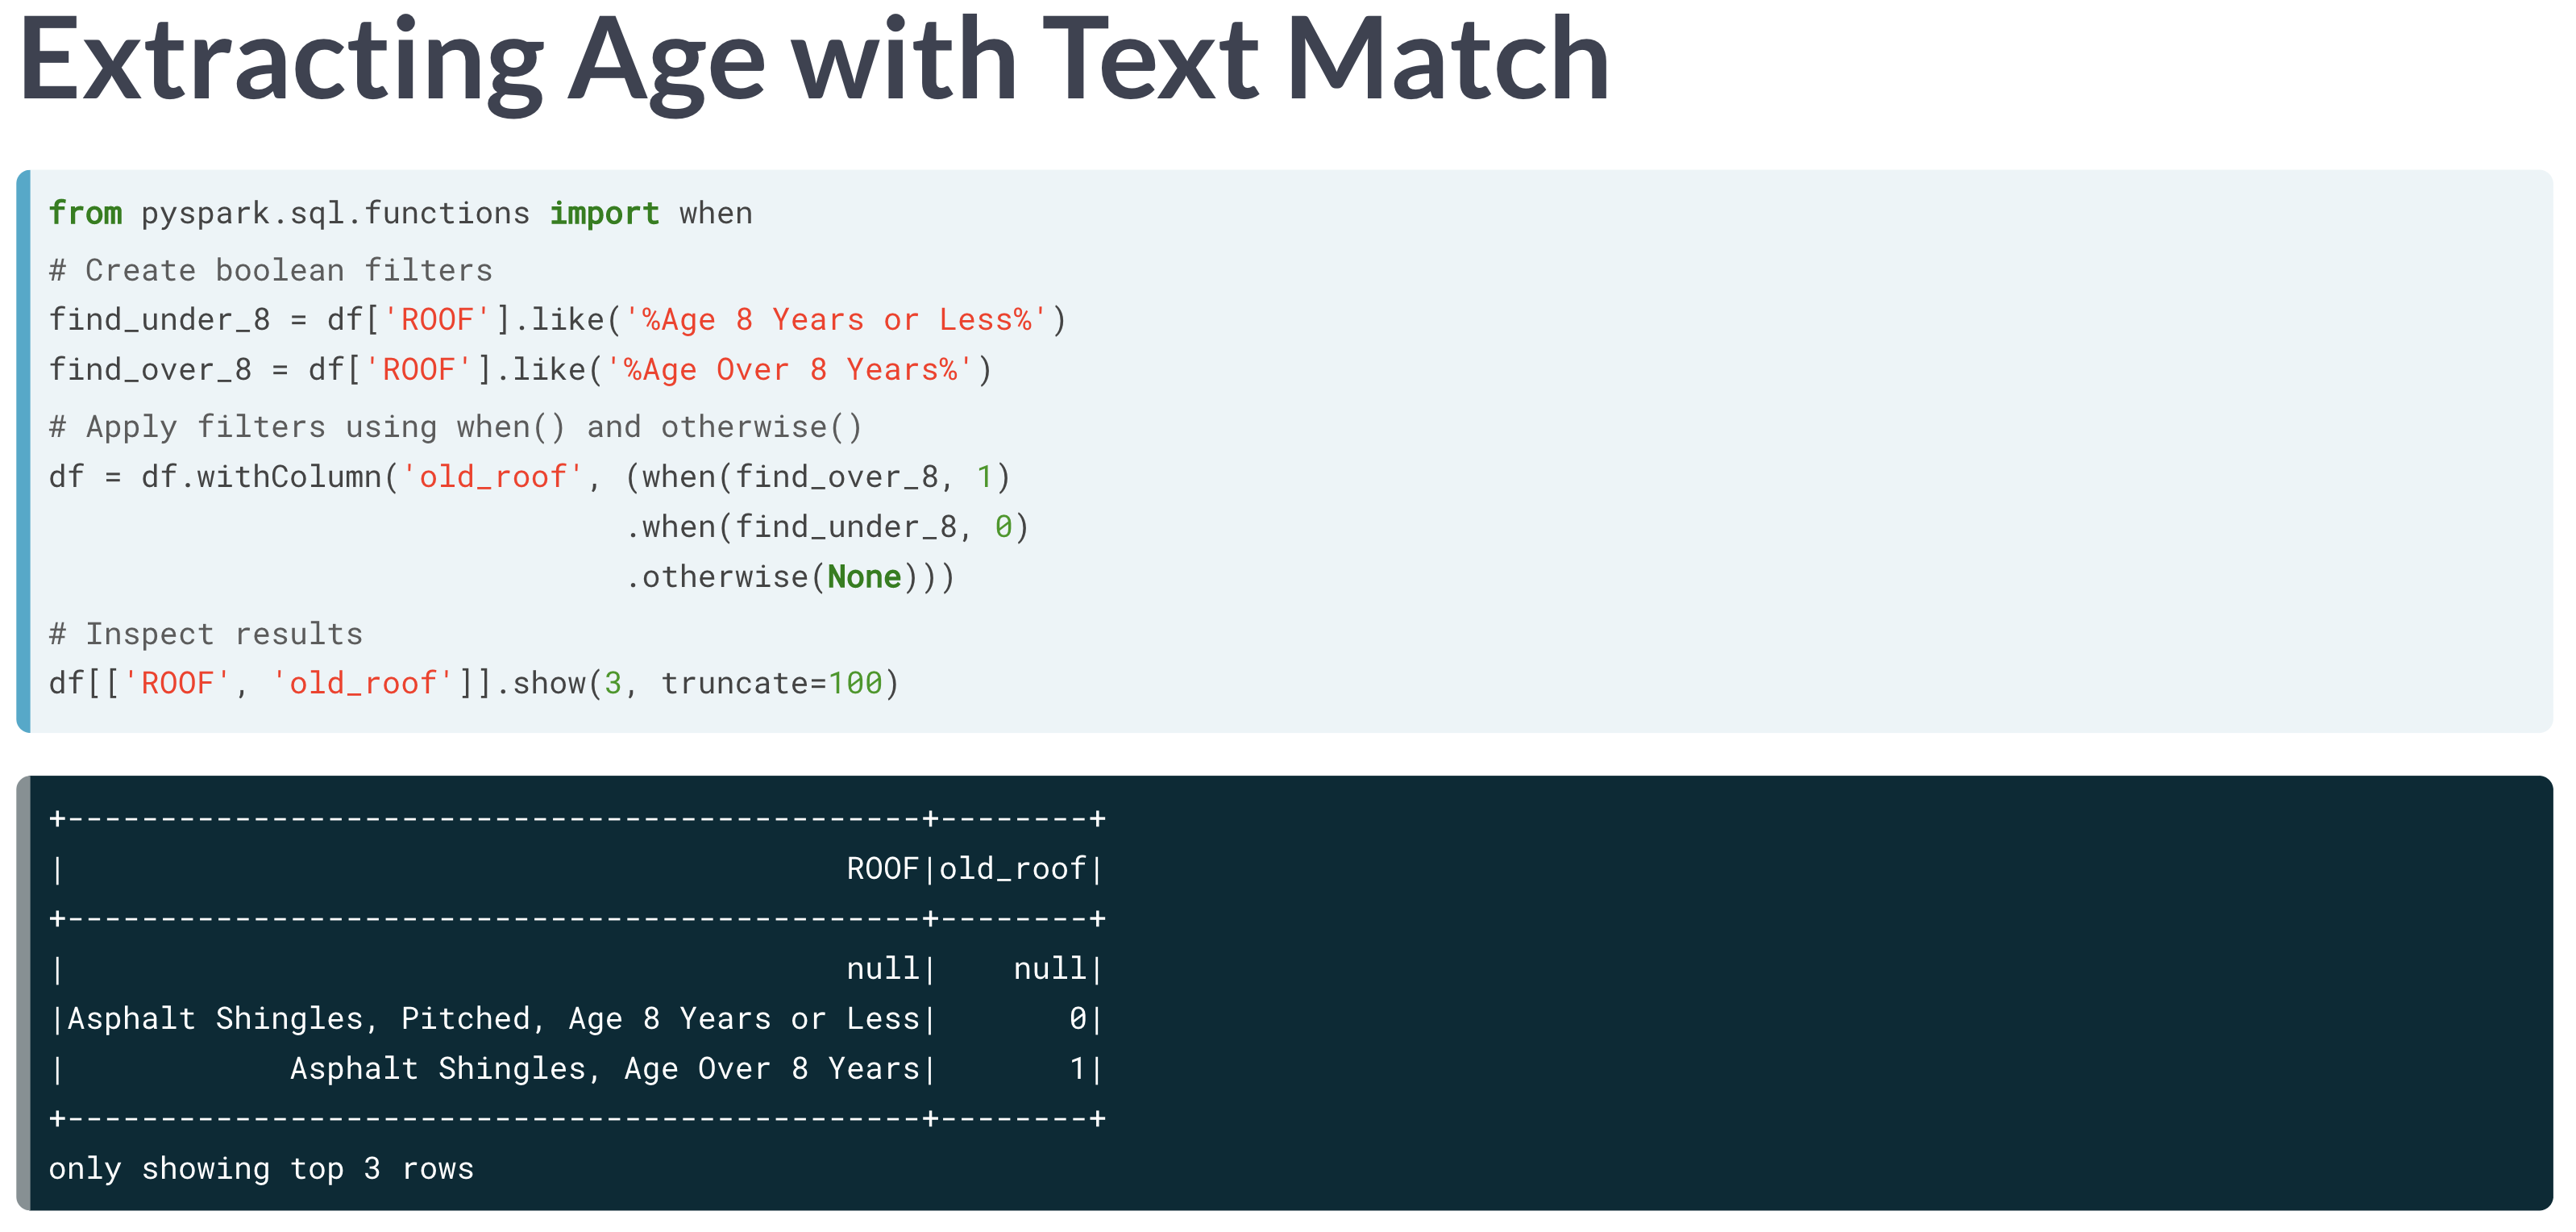 Extracting Age with Text Match
from pyspark.sql.functions import when
# Create boolean filters
find_under_8 = df['ROOF'].like('%Age 8 Years or Less%')
find_over_8 = df['ROOF'].like('%Age Over 8 Years%')
# Apply filters using when() and otherwise()
df = df.withColumn('old_roof', (when(find_over_8, 1)
                               .when(find_under_8, 0)
                               .otherwise(None)))
# Inspect results
df[['ROOF', 'old_roof']].show(3, truncate=100)
+----------------------------------------------+--------+
|                                          ROOF|old_roof|
+----------------------------------------------+--------+
|                                          null|    null|
|Asphalt Shingles, Pitched, Age 8 Years or Less|       0|
|            Asphalt Shingles, Age Over 8 Years|       1|
+----------------------------------------------+--------+
only showing top 3 rows